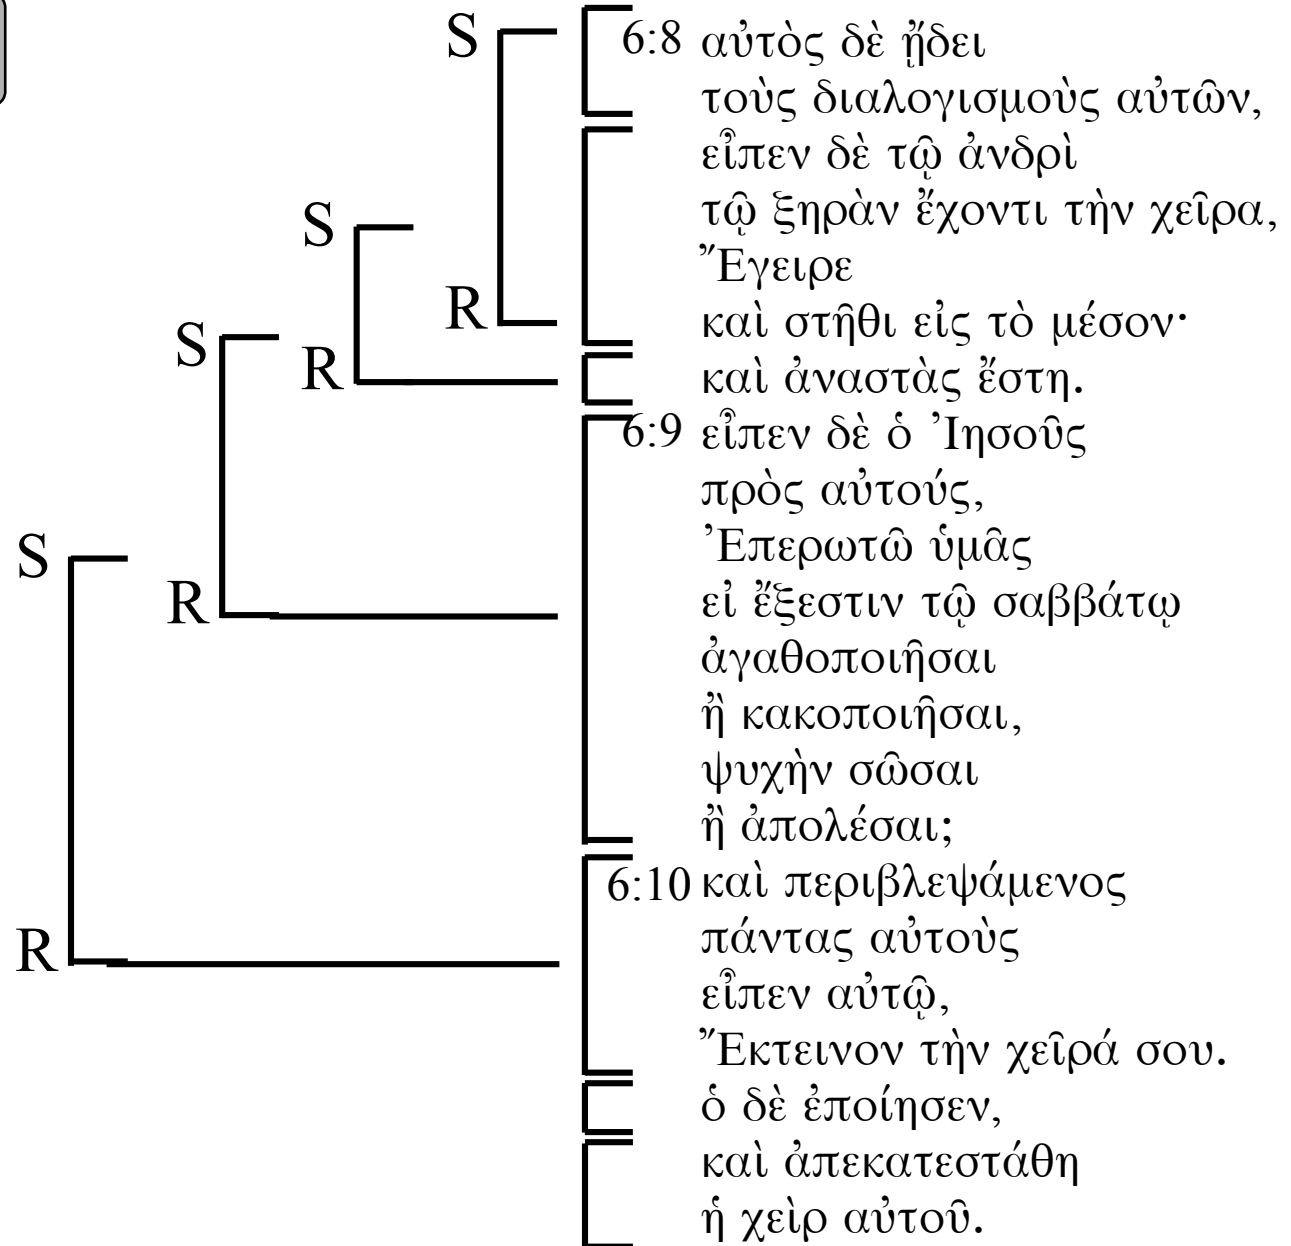 S
6:8 αὐτὸς δὲ ᾔδει
τοὺς διαλογισμοὺς αὐτῶν,
εἶπεν δὲ τῷ ἀνδρὶ
S
τῷ ξηρὰν ἔχοντι τὴν χεῖρα,
Ἔγειρε
R
καὶ στῆθι εἰς τὸ μέσον·
S
R
καὶ ἀναστὰς ἔστη.
6:9 εἶπεν δὲ ὁ Ἰησοῦς
πρὸς αὐτούς,
S
Ἐπερωτῶ ὑμᾶς
R
εἰ ἔξεστιν τῷ σαββάτῳ
ἀγαθοποιῆσαι
ἢ κακοποιῆσαι,
ψυχὴν σῶσαι
ἢ ἀπολέσαι;
6:10 καὶ περιβλεψάμενος
R
πάντας αὐτοὺς
εἶπεν αὐτῷ,
Ἔκτεινον τὴν χεῖρά σου.
ὁ δὲ ἐποίησεν,
καὶ ἀπεκατεστάθη
ἡ χεὶρ αὐτοῦ.